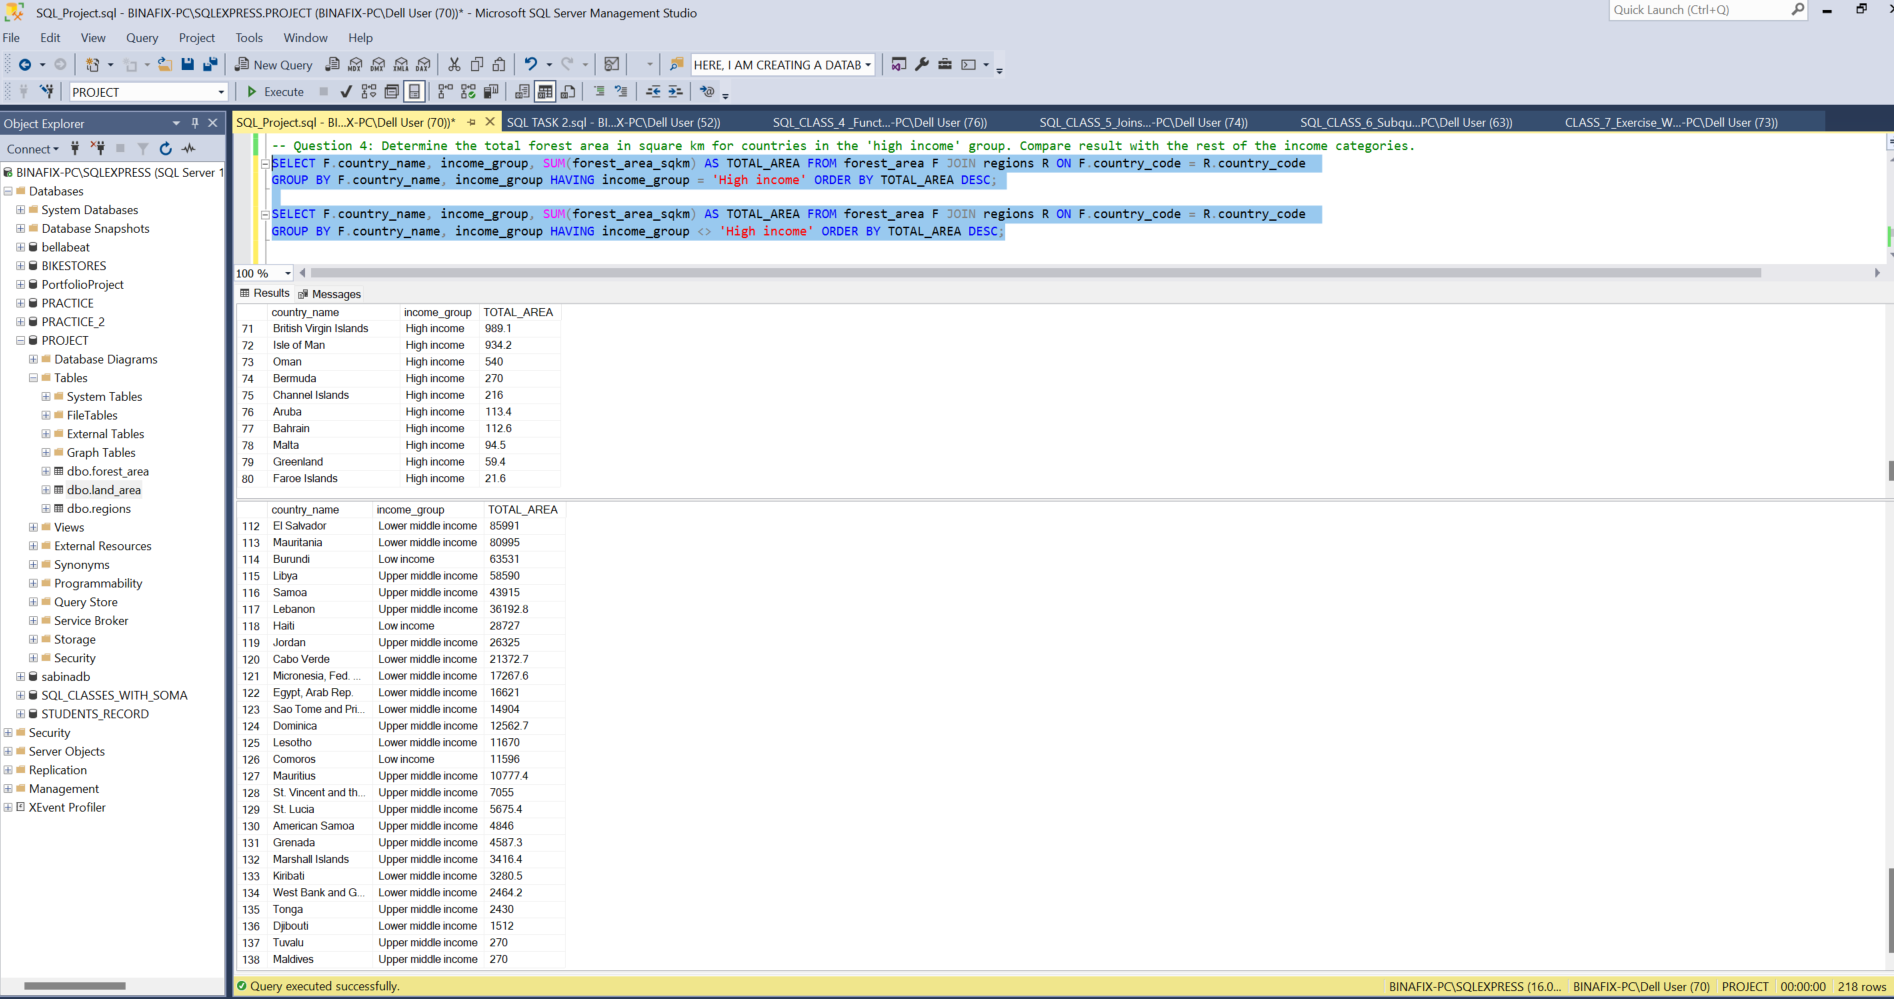 SQL_Project.sql - BINAFIX-PC\SQLEXPRESS.PROJECT (BINAFIX-PC\Dell User (70))* - Microsoft SQL Server Management Studio
Quick Launch (Ctrl+Q)
File Edit View Query Project Tools Window Help
New Query MDX DMX XMLA DAX HERE, I AM CREATING A DATAB
PROJECT Execute
Object Explorer
SQL_Project.sql - BI...X-PC\Dell User (70))* SQL TASK 2.sql - BI...X-PC\Dell User (52)) SQL_CLASS_4 _Funct...-PC\Dell User (76)) SQL_CLASS_5_Joins...-PC\Dell User (74)) SQL_CLASS_6_Subqu...PC\Dell User (63)) CLASS_7_Exercise_W...-PC\Dell User (73))
Connect
BINAFIX-PC\SQLEXPRESS (SQL Server 1
Databases
System Databases
Database Snapshots
bellabeat
BIKESTORES
PortfolioProject
PRACTICE
PRACTICE_2
PROJECT
Database Diagrams
Tables
System Tables
FileTables
External Tables
Graph Tables
dbo.forest_area
dbo.land_area
dbo.regions
Views
External Resources
Synonyms
Programmability
Query Store
Service Broker
Storage
Security
sabinadb
SQL_CLASSES_WITH_SOMA
STUDENTS_RECORD
Security
Server Objects
Replication
Management
XEvent Profiler
-- Question 4: Determine the total forest area in square km for countries in the 'high income' group. Compare result with the rest of the income categories.
SELECT F.country_name, income_group, SUM(forest_area_sqkm) AS TOTAL_AREA FROM forest_area F JOIN regions R ON F.country_code = R.country_code
GROUP BY F.country_name, income_group HAVING income_group = 'High income' ORDER BY TOTAL_AREA DESC;
SELECT F.country_name, income_group, SUM(forest_area_sqkm) AS TOTAL_AREA FROM forest_area F JOIN regions R ON F.country_code = R.country_code
GROUP BY F.country_name, income_group HAVING income_group <> 'High income' ORDER BY TOTAL_AREA DESC;
100 %
Results Messages
country_name income_group TOTAL_AREA
71 British Virgin Islands High income 989.1
72 Isle of Man High income 934.2
73 Oman High income 540
74 Bermuda High income 270
75 Channel Islands High income 216
76 Aruba High income 113.4
77 Bahrain High income 112.6
78 Malta High income 94.5
79 Greenland High income 59.4
80 Faroe Islands High income 21.6
country_name income_group TOTAL_AREA
112 El Salvador Lower middle income 85991
113 Mauritania Lower middle income 80995
114 Burundi Low income 63531
115 Libya Upper middle income 58590
116 Samoa Upper middle income 43915
117 Lebanon Upper middle income 36192.8
118 Haiti Low income 28727
119 Jordan Upper middle income 26325
120 Cabo Verde Lower middle income 21372.7
121 Micronesia, Fed. ... Lower middle income 17267.6
122 Egypt, Arab Rep. Lower middle income 16621
123 Sao Tome and Pri... Lower middle income 14904
124 Dominica Upper middle income 12562.7
125 Lesotho Lower middle income 11670
126 Comoros Low income 11596
127 Mauritius Upper middle income 10777.4
128 St. Vincent and th... Upper middle income 7055
129 St. Lucia Upper middle income 5675.4
130 American Samoa Upper middle income 4846
131 Grenada Upper middle income 4587.3
132 Marshall Islands Upper middle income 3416.4
133 Kiribati Lower middle income 3280.5
134 West Bank and G... Lower middle income 2464.2
135 Tonga Upper middle income 2430
136 Djibouti Lower middle income 1512
137 Tuvalu Upper middle income 270
138 Maldives Upper middle income 270
Query executed successfully. BINAFIX-PC\SQLEXPRESS (16.0... BINAFIX-PC\Dell User (70) PROJECT 00:00:00 218 rows